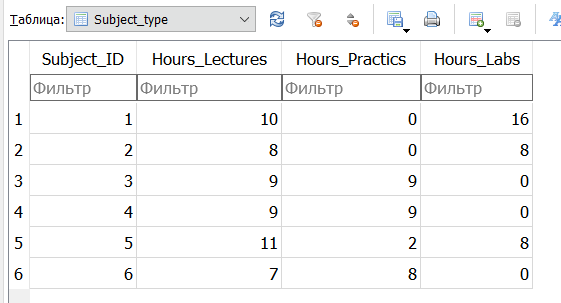 Таблица: Subject_type
Subject_ID Hours_Lectures Hours_Practics Hours_Labs
Фильтр Фильтр Фильтр Фильтр
1 1 10 0 16
2 2 8 0 8
3 3 9 9 0
4 4 9 9 0
5 5 11 2 8
6 6 7 8 0